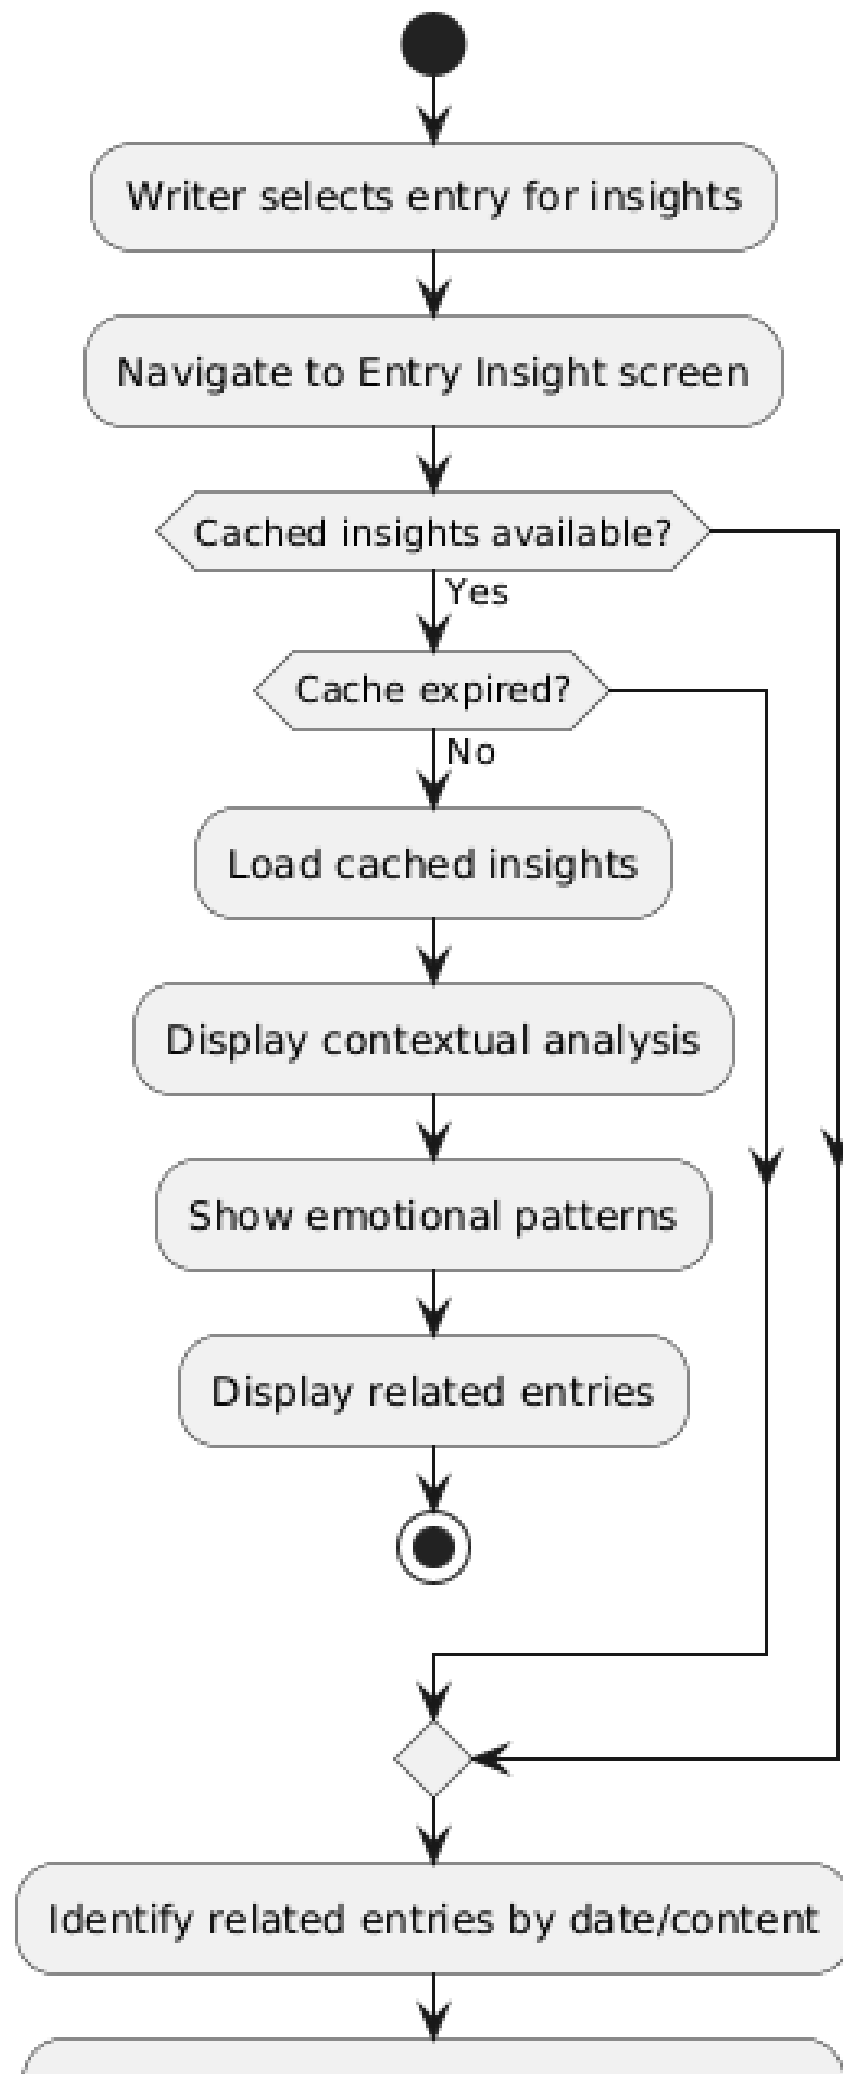 Writer selects entry for insights
Navigate to Entry Insight screen
Cached insights available?
Yes
Cache expired?
No
Load cached insights
Display contextual analysis
Show emotional patterns
Display related entries
Identify related entries by date/content